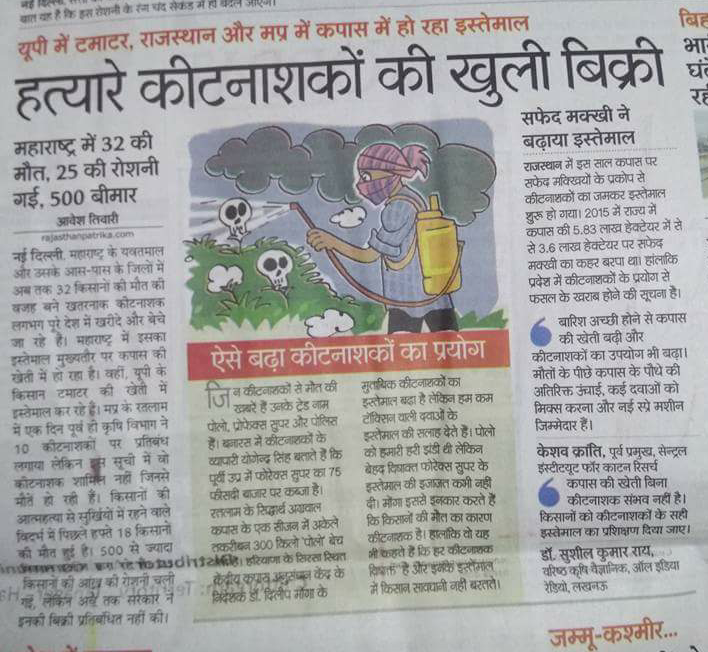 बात यह है कि इस रोशनी के रंग चंद सेकंड में ही बदल जाएंगे।
यूपी में टमाटर, राजस्थान और मप्र में कपास में हो रहा इस्तेमाल
हत्यारे कीटनाशकों की खुली बिक्री
महाराष्ट्र में 32 की
मौत, 25 की रोशनी
गई, 500 बीमार
आवेश तिवारी
rajasthanpatrika.com
नई दिल्ली. महाराष्ट्र के यवतमाल
और उसके आस-पास के जिलों में
अब तक 32 किसानों की मौत की
वजह बने खतरनाक कीटनाशक
लगभग पूरे देश में खरीदे और बेचे
जा रहे हैं। महाराष्ट्र में इसका
इस्तेमाल मुख्यतौर पर कपास की
खेती में हो रहा है। वहीं, यूपी के
किसान टमाटर की खेती में
इस्तेमाल कर रहे हैं। मप्र के रतलाम
में एक दिन पूर्व ही कृषि विभाग ने
10 कीटनाशकों पर प्रतिबंध
लगाया लेकिन इस सूची में वो
कीटनाशक शामिल नहीं जिनसे
मौतें हो रही हैं। किसानों की
आत्महत्या से सुर्खियों में रहने वाले
विदर्भ में पिछले हफ्ते 18 किसानों
की मौत हुई है। 500 से ज्यादा
किसानों की आंख की रोशनी चली
गई, लेकिन अब तक सरकार ने
इनकी बिक्री प्रतिबंधित नहीं की।
ऐसे बढ़ा कीटनाशकों का प्रयोग
जिन कीटनाशकों से मौत की
खबरें हैं उनके ट्रेड नाम
पोलो, प्रोफेक्स सुपर और पोलिस
हैं। बनारस में कीटनाशकों के
व्यापारी योगेन्द्र सिंह बताते हैं कि
पूर्वी उप्र में फोरेक्स सुपर का 75
फीसदी बाजार पर कब्जा है।
रतलाम के सिद्धार्थ अग्रवाल
कपास के एक सीजन में अकेले
तकरीबन 300 किलो पोलो बेच
हरियाणा के सिरसा स्थित
केंद्रीय कपास अनुसंधान केंद्र के
निदेशक डॉ. दिलीप मोंगा के
मुताबिक कीटनाशकों का
इस्तेमाल बढ़ा है लेकिन हम कम
टॉक्सिन वाली दवाओं के
इस्तेमाल की सलाह देते हैं। पोलो
को हमारी हरी झंडी थी लेकिन
बेहद विषाक्त फोरेक्स सुपर के
इस्तेमाल की इजाजत कभी नहीं
दी। मोंगा इससे इनकार करते हैं
कि किसानों की मौत का कारण
कीटनाशक है। हालांकि वो यह
भी कहते हैं कि हर कीटनाशक
विषाक्त है और इनके इस्तेमाल
में किसान सावधानी नहीं बरतते।
सफेद मक्खी ने
बढ़ाया इस्तेमाल
राजस्थान में इस साल कपास पर
सफेद मक्खियों के प्रकोप से
कीटनाशकों का जमकर इस्तेमाल
शुरू हो गया। 2015 में राज्य में
कपास की 5.83 लाख हेक्टेयर में से
से 3.6 लाख हेक्टेयर पर सफेद
मक्खी का कहर बरपा था। हांलाकि
प्रदेश में कीटनाशकों के प्रयोग से
फसल के खराब होने की सूचना है।
बारिश अच्छी होने से कपास
की खेती बढ़ी और
कीटनाशकों का उपयोग भी बढ़ा।
मौतों के पीछे कपास के पौधे की
अतिरिक्त ऊंचाई, कई दवाओं को
मिक्स करना और नई स्प्रे मशीन
जिम्मेदार हैं।
केशव क्रांति, पूर्व प्रमुख, सेन्ट्रल
इंस्टीटयूट फॉर काटन रिसर्च
कपास की खेती बिना
कीटनाशक संभव नहीं है।
किसानों को कीटनाशकों के सही
इस्तेमाल का प्रशिक्षण दिया जाए।
डॉ. सुशील कुमार राय,
वरिष्ठ कृषि वैज्ञानिक, ऑल इंडिया
रेडियो, लखनऊ
जम्मू-कश्मीर...